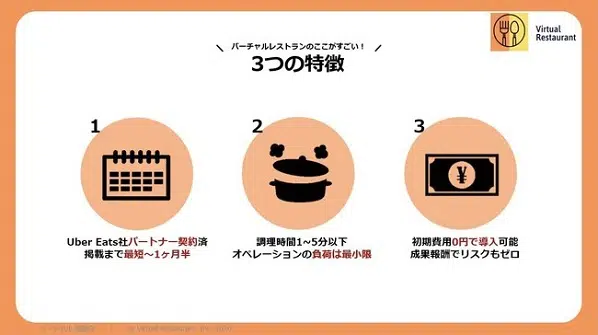 Virtual
Restaurant
＼ バーチャルレストランのここがすごい！ ／
3つの特徴
1
2
3
Uber Eats社パートナー契約済
掲載まで最短～1ヶ月半
調理時間1~5分以下
オペレーションの負荷は最小限
¥
初期費用0円で導入可能
成果報酬でリスクもゼロ